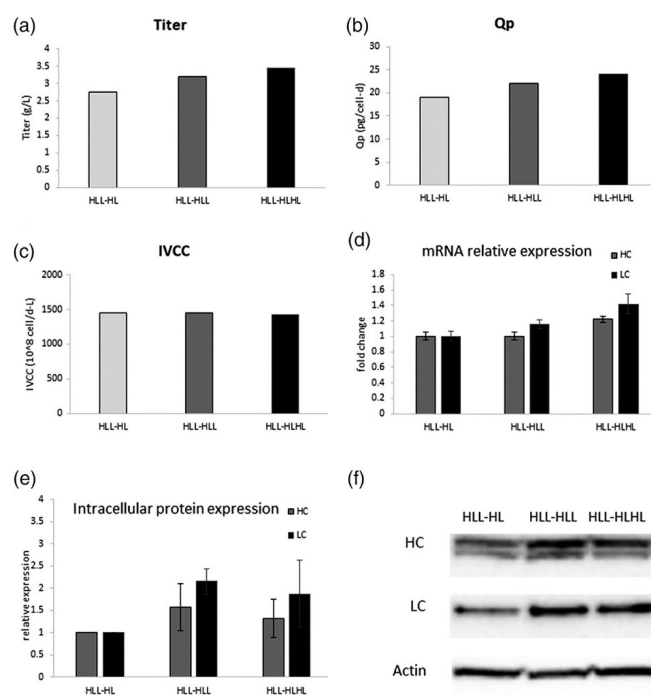 (a)
Titer
Titer (g/L)
4
3.5
3
2.5
2
1.5
1
0.5
0
HLL-HL
HLL-HLL
HLL-HLHL
(b)
Qp
Qp (pg/cell-d)
25
20
15
10
5
0
HLL-HL
HLL-HLL
HLL-HLHL
(c)
IVCC
IVCC (10^8 cell/d-L)
2000
1500
1000
500
0
HLL-HL
HLL-HLL
HLL-HLHL
(d)
mRNA relative expression
HC
LC
fold change
1.8
1.6
1.4
1.2
1
0.8
0.6
0.4
0.2
0
HLL-HL
HLL-HLL
HLL-HLHL
(e)
Intracellular protein expression
HC
LC
relative expression
4
3.5
3
2.5
2
1.5
1
0
HLL-HL
HLL-HLL
HLL-HLHL
(f)
HLL-HL HLL-HLL HLL-HLHL
HC
LC
Actin